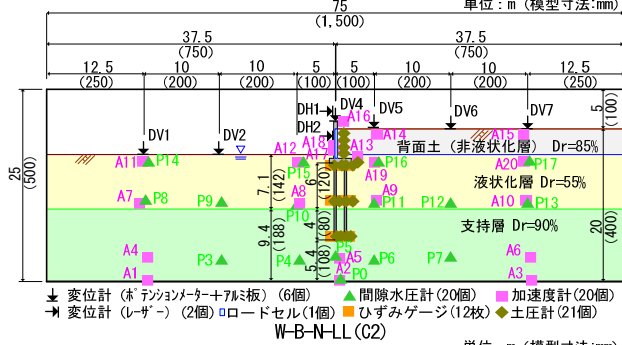 単位：m (模型寸法:mm)
75
(1,500)
37.5
(750)
37.5
(750)
12.5
(250)
10
(200)
10
(200)
5
(100)
5
(100)
10
(200)
10
(200)
12.5
(250)
DH1
DV4
A16
DH2
DV1
DV2
DV5
DV6
DV7
5
(100)
A18
A14
A15
背面土 (非液状化層) Dr=85%
A12
A17
A13
A11
P14
P15
P16
A19
A20
P17
25
(500)
7.1
(142)
6
(120)
液状化層 Dr=55%
A7
P8
P9
A8
P10
A9
P11
P12
A10
P13
支持層 Dr=90%
20
(400)
9.4
(188)
4
(80)
5.4
(108)
A4
P3
P4
P5
A5
P6
P7
A6
A1
A2
P0
A3
変位計 (ﾎﾟﾃﾝｼｮﾝﾒｰﾀｰ+ｱﾙﾐ板) (6個)
間隙水圧計(20個)
加速度計(20個)
変位計 (ﾚｰｻﾞｰ) (2個)
ロードセル(1個)
ひずみゲージ(12枚)
土圧計(21個)
W-B-N-LL(C2)